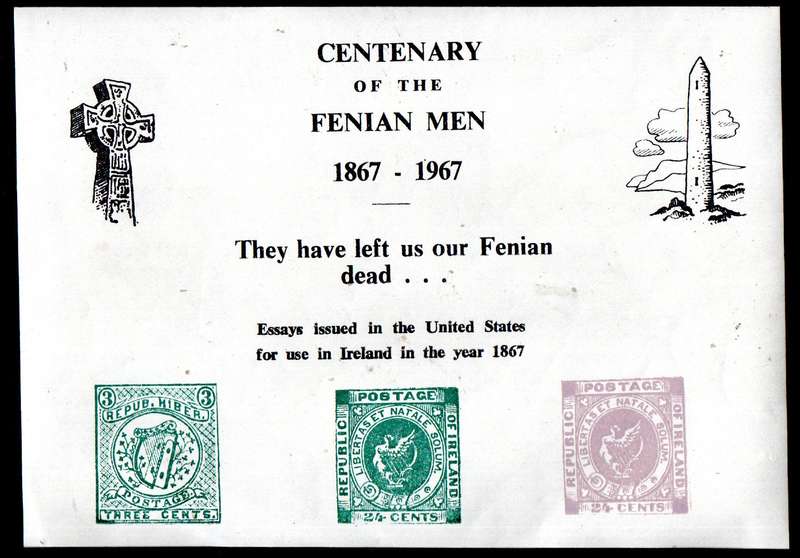 CENTENARY
OF THE
FENIAN MEN
1867 - 1967
They have left us our Fenian
dead . . .
Essays issued in the United States
for use in Ireland in the year 1867
3 3
REPUB. HIBER.
POSTAGE
THREE CENTS.
POSTAGE
REPUBLIC
LIBERTAS ET NATALE SOLUM
OF IRELAND
24 CENTS
POSTAGE
REPUBLIC
LIBERTAS ET NATALE SOLUM
OF IRELAND
24 CENTS